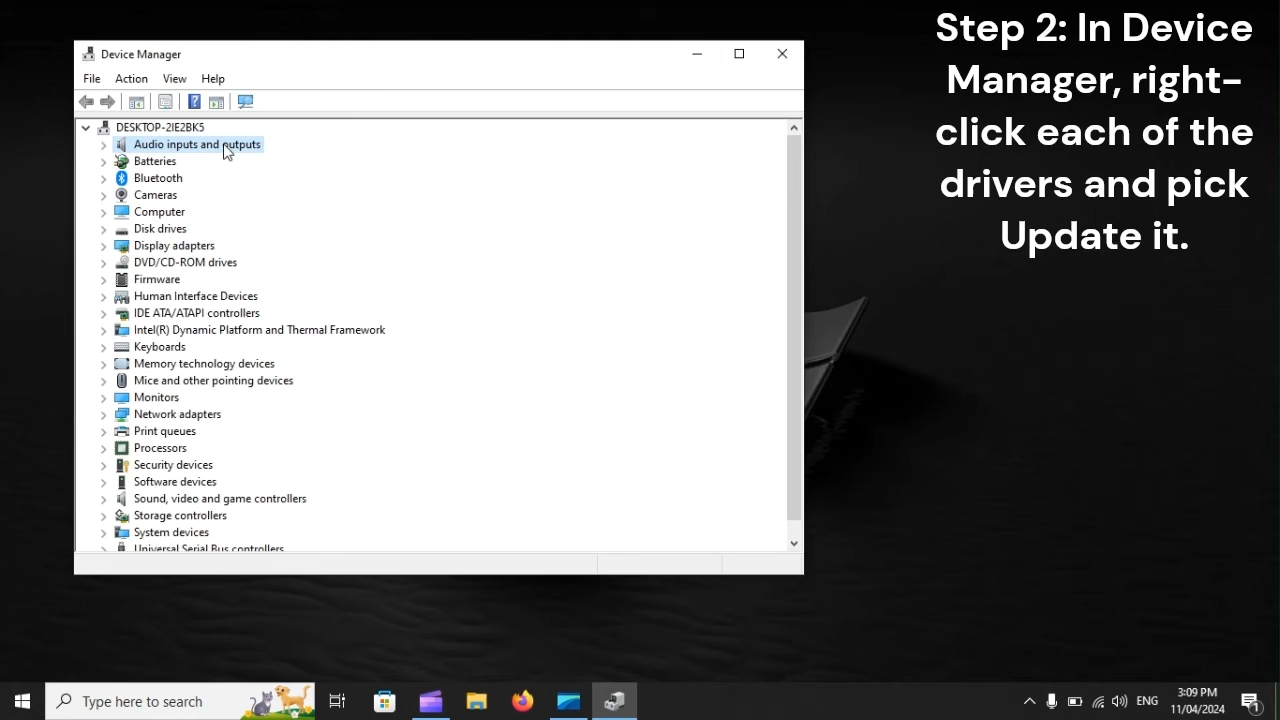 Step 2: In Device
Manager, right-
click each of the
drivers and pick
Update it.
Device Manager
File Action View Help
DESKTOP-2IE2BK5
Audio inputs and outputs
Batteries
Bluetooth
Cameras
Computer
Disk drives
Display adapters
DVD/CD-ROM drives
Firmware
Human Interface Devices
IDE ATA/ATAPI controllers
Intel(R) Dynamic Platform and Thermal Framework
Keyboards
Memory technology devices
Mice and other pointing devices
Monitors
Network adapters
Print queues
Processors
Security devices
Software devices
Sound, video and game controllers
Storage controllers
System devices
Universal Serial Bus controllers
Type here to search
ENG
3:09 PM
11/04/2024
1